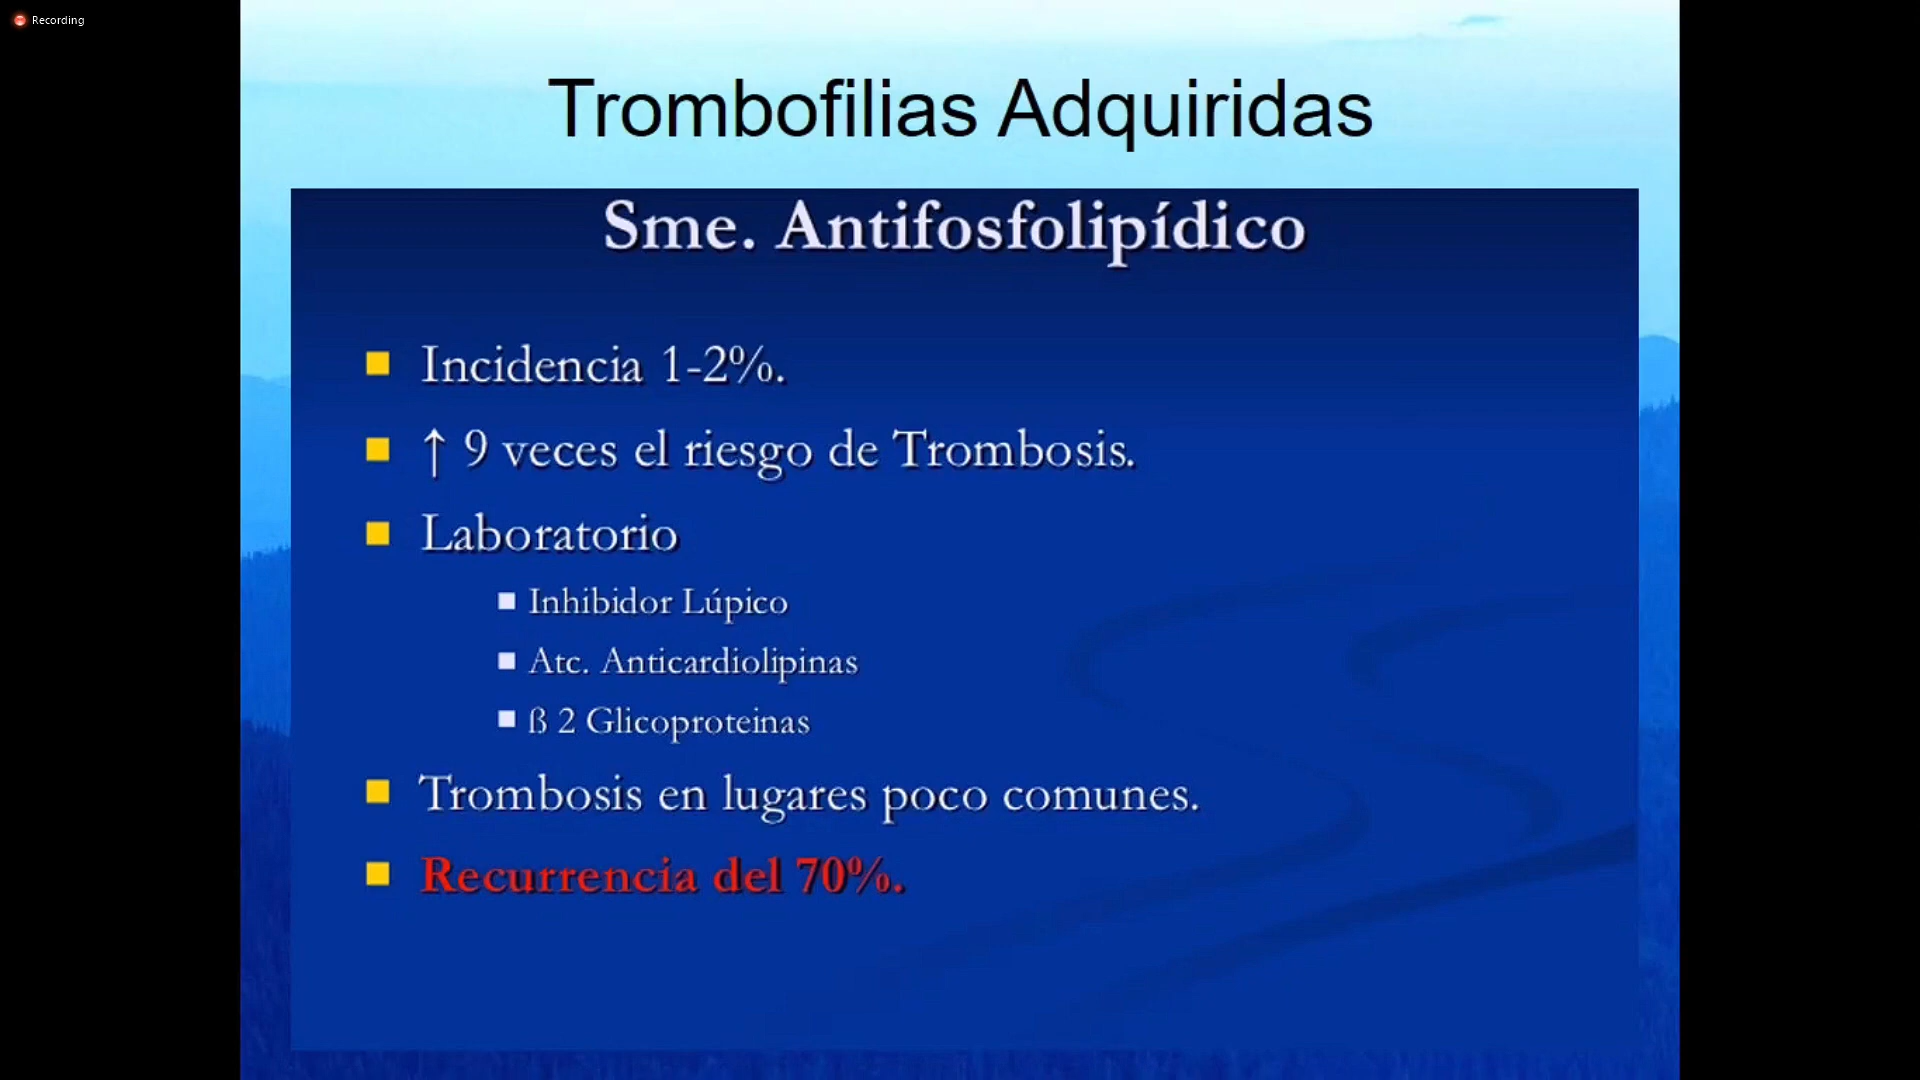 Recording
Trombofilias Adquiridas
Sme. Antifosfolipídico
Incidencia 1-2%.
↑ 9 veces el riesgo de Trombosis.
Laboratorio
Inhibidor Lúpico
Atc. Anticardiolipinas
ß 2 Glicoproteinas
Trombosis en lugares poco comunes.
Recurrencia del 70%.